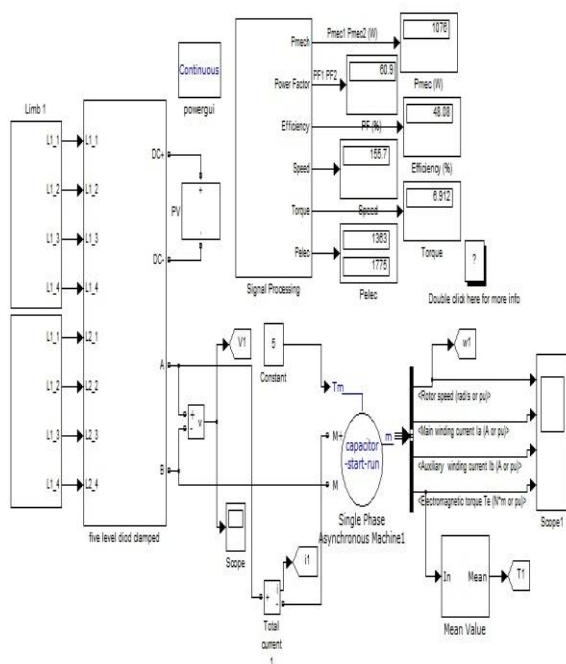 Limb 1
L1_1
L1_2
L1_3
L1_4
L1_1
L1_2
L1_3
L1_4
L1_1
L1_2
L1_3
L1_4
L2_1
L2_2
L2_3
L2_4
DC+
DC-
A
B
five level diod clamped
Continuous
powergui
PV
+
-
Pmech
Power Factor
Efficiency
Speed
Torque
Pelec
Signal Processing
Pmec1 Pmec2 (W)
1076
Pmec (W)
PF1 PF2
60.9
PF (%)
48.08
Efficiency (%)
155.7
Speed
6.912
Torque
1363
1775
Pelec
?
Double click here for more info
V1
+
-
v
Scope
5
Constant
Tm
M+
M
m
capacitor
-start-run
Single Phase
Asynchronous Machine1
i1
+
i
-
Total
current
1
w1
<Rotor speed (rad/s or pu)>
<Main winding current Ia (A or pu)>
<Auxiliary winding current Ib (A or pu)>
<Electromagnetic torque Te (N*m or pu)>
Scope1
In
Mean
Mean Value
T1